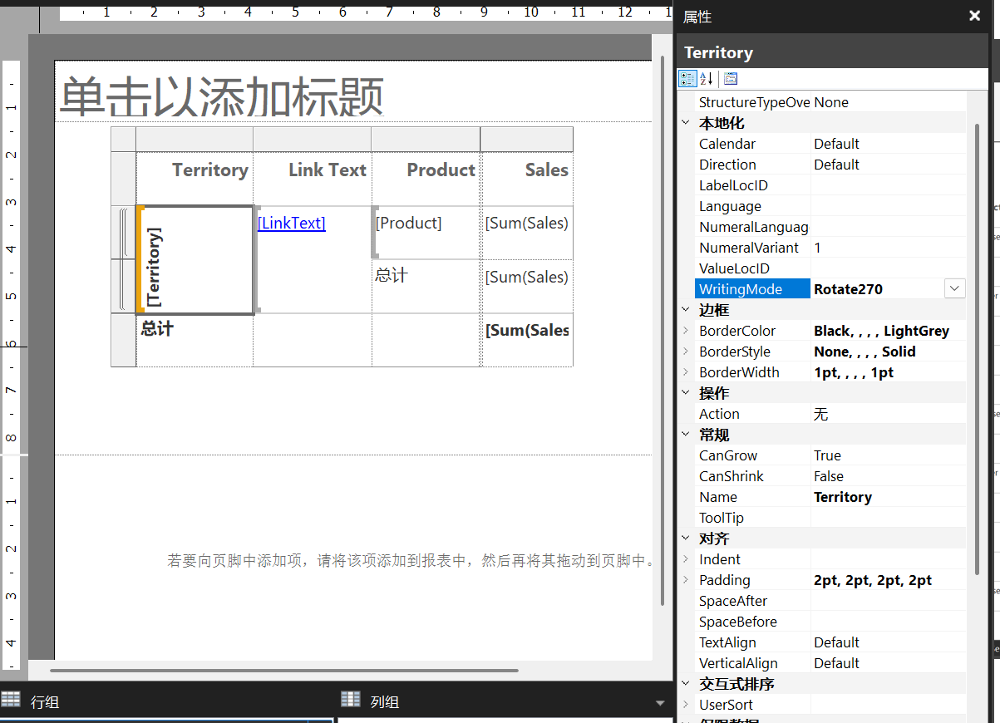 1 2 3 4 5 6 7 8 9 10 11 12 1
属性
Territory
单击以添加标题
Territory Link Text Product Sales
[Territory] [LinkText] [Product] [Sum(Sales)
总计 [Sum(Sales)
总计 [Sum(Sales
1
2
3
4
5
6
7
8
1
2
3
4
若要向页脚中添加项，请将该项添加到报表中，然后再将其拖动到页脚中。
行组
列组
StructureTypeOve None
本地化
Calendar Default
Direction Default
LabelLocID
Language
NumeralLanguag
NumeralVariant 1
ValueLocID
WritingMode Rotate270
边框
BorderColor Black, , , , LightGrey
BorderStyle None, , , , Solid
BorderWidth 1pt, , , , 1pt
操作
Action 无
常规
CanGrow True
CanShrink False
Name Territory
ToolTip
对齐
Indent
Padding 2pt, 2pt, 2pt, 2pt
SpaceAfter
SpaceBefore
TextAlign Default
VerticalAlign Default
交互式排序
UserSort